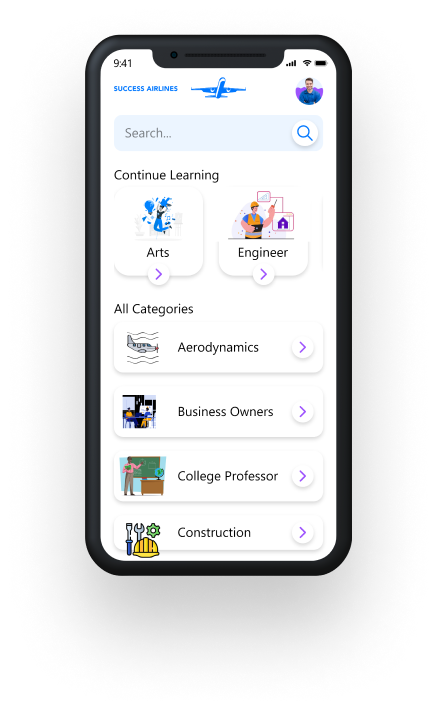 9:41
SUCCESS AIRLINES
Search...
Continue Learning
Arts
Engineer
All Categories
Aerodynamics
Business Owners
College Professor
Construction